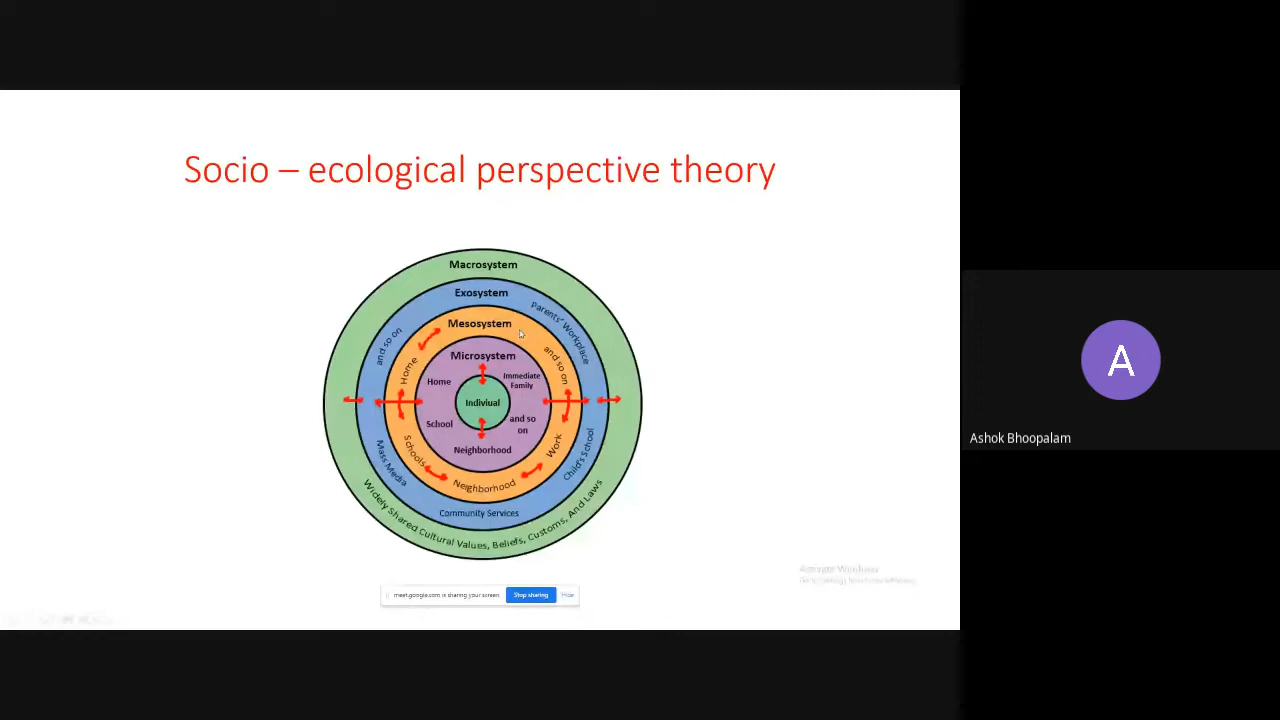 Socio – ecological perspective theory
Macrosystem
Exosystem
and so on
Parents' Workplace
Mesosystem
Home
and so on
Microsystem
Home
Immediate
Family
Indiviual
School
and so
on
Neighborhood
Schools
Work
Neighborhood
Mass Media
Child's School
Community Services
Widely Shared Cultural Values, Beliefs, Customs, And Laws
A
Ashok Bhoopalam
Activate Windows
meet.google.com is sharing your screen
Stop sharing
Hide